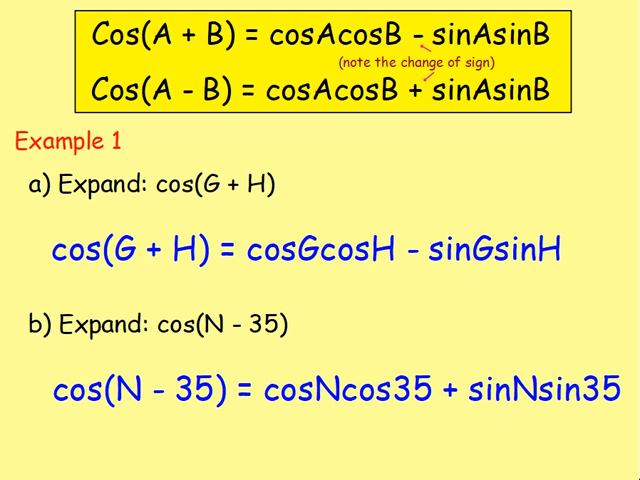 Cos(A + B) = cosAcosB - sinAsinB
(note the change of sign)
Cos(A - B) = cosAcosB + sinAsinB
Example 1
a) Expand: cos(G + H)
cos(G + H) = cosGcosH - sinGsinH
b) Expand: cos(N - 35)
cos(N - 35) = cosNcos35 + sinNsin35